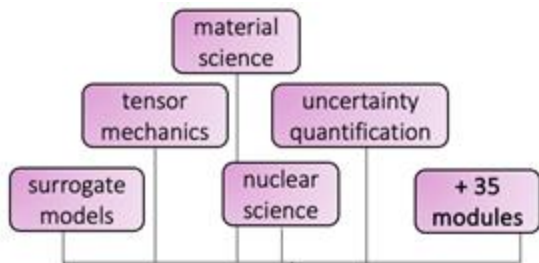 material
science
tensor
mechanics
uncertainty
quantification
surrogate
models
nuclear
science
+ 35
modules